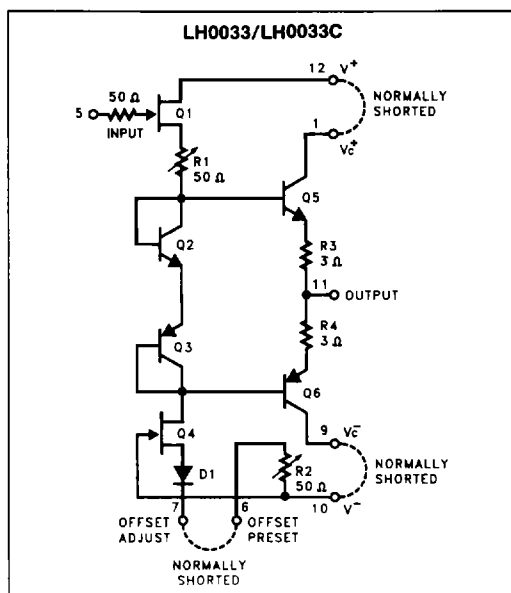 LH0033/LH0033C
12 V+
NORMALLY
SHORTED
50 Ω
5
INPUT
Q1
1
Vc+
R1
50 Ω
Q5
Q2
R3
3 Ω
11
OUTPUT
R4
3 Ω
Q3
Q6
9
Vc-
Q4
NORMALLY
SHORTED
D1
R2
50 Ω
10 V-
7
6
OFFSET
ADJUST
OFFSET
PRESET
NORMALLY
SHORTED